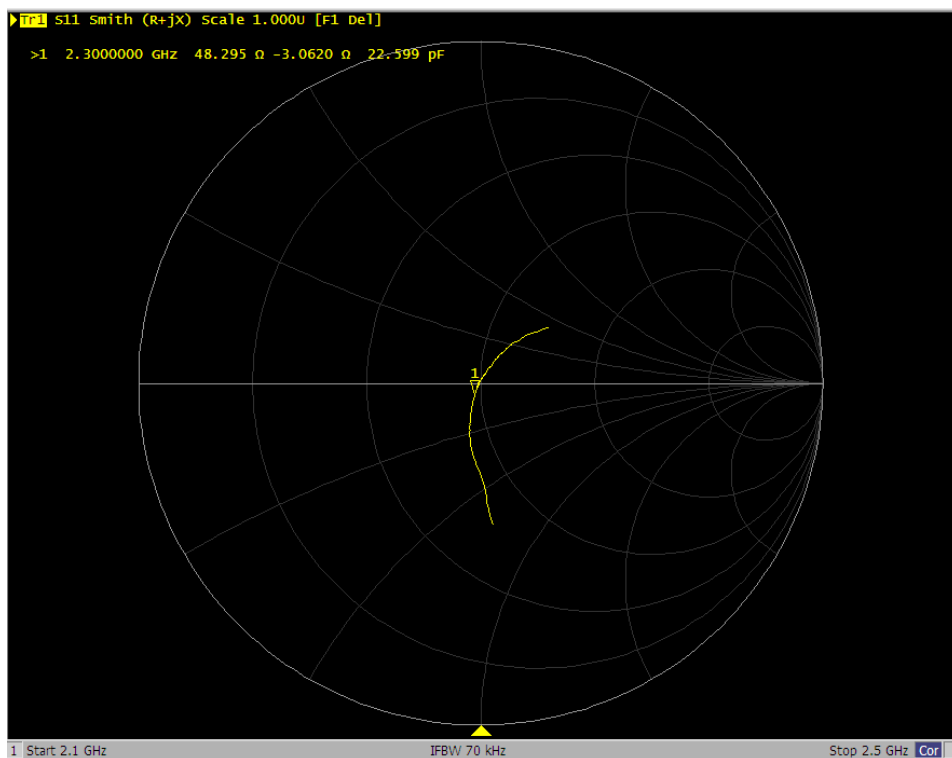 Tr1 S11 Smith (R+jX) Scale 1.000U [F1 Del]
>1 2.3000000 GHz 48.295 Ω -3.0620 Ω 22.599 pF
1
1 Start 2.1 GHz IFBW 70 kHz Stop 2.5 GHz Cor